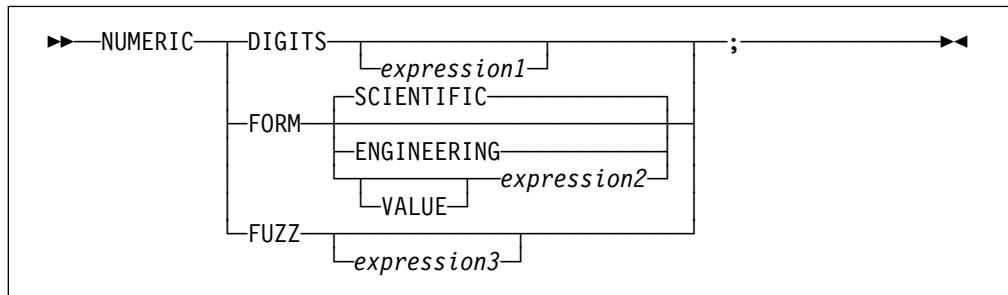 NUMERIC DIGITS ;
expression1
SCIENTIFIC
FORM
ENGINEERING
expression2
VALUE
FUZZ
expression3